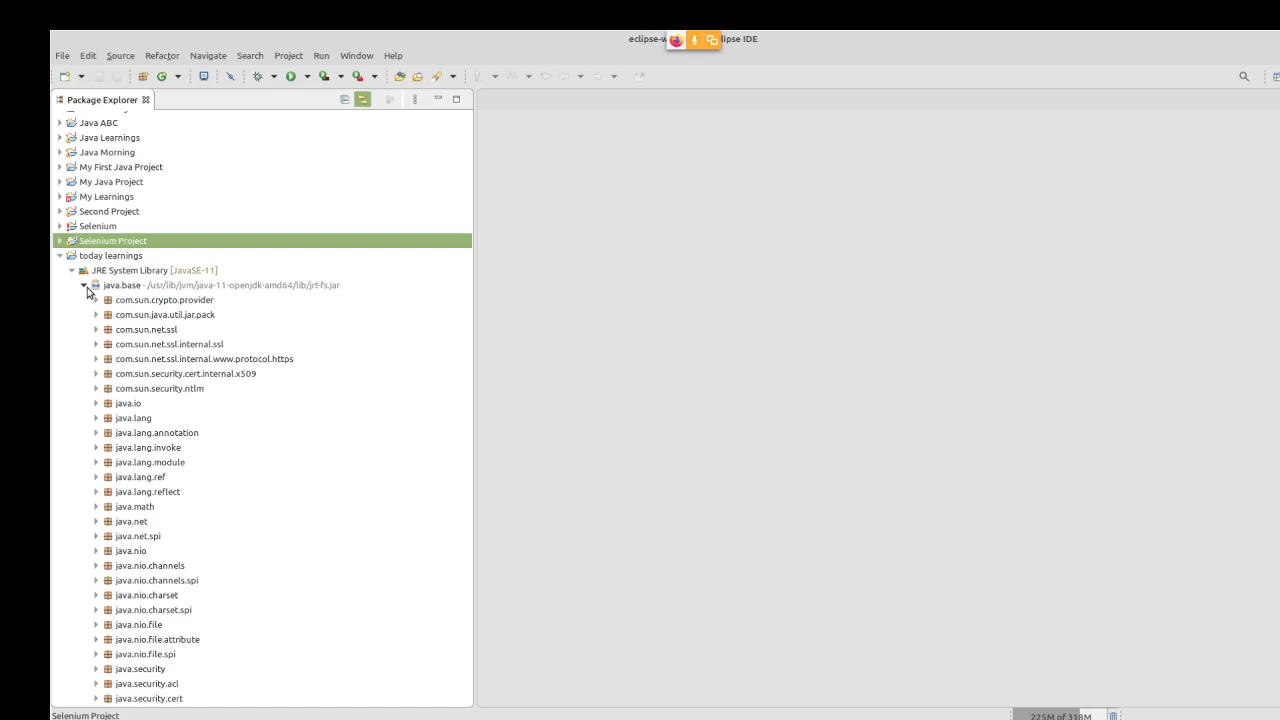 eclipse-w
lipse IDE
File Edit Source Refactor Navigate Search Project Run Window Help
Package Explorer
Java ABC
Java Learnings
Java Morning
My First Java Project
My Java Project
My Learnings
Second Project
Selenium
Selenium Project
today learnings
JRE System Library [JavaSE-11]
java.base - /usr/lib/jvm/java-11-openjdk-amd64/lib/jrt-fs.jar
com.sun.crypto.provider
com.sun.java.util.jar.pack
com.sun.net.ssl
com.sun.net.ssl.internal.ssl
com.sun.net.ssl.internal.www.protocol.https
com.sun.security.cert.internal.x509
com.sun.security.ntlm
java.io
java.lang
java.lang.annotation
java.lang.invoke
java.lang.module
java.lang.ref
java.lang.reflect
java.math
java.net
java.net.spi
java.nio
java.nio.channels
java.nio.channels.spi
java.nio.charset
java.nio.charset.spi
java.nio.file
java.nio.file.attribute
java.nio.file.spi
java.security
java.security.acl
java.security.cert
Selenium Project
225M of 318M